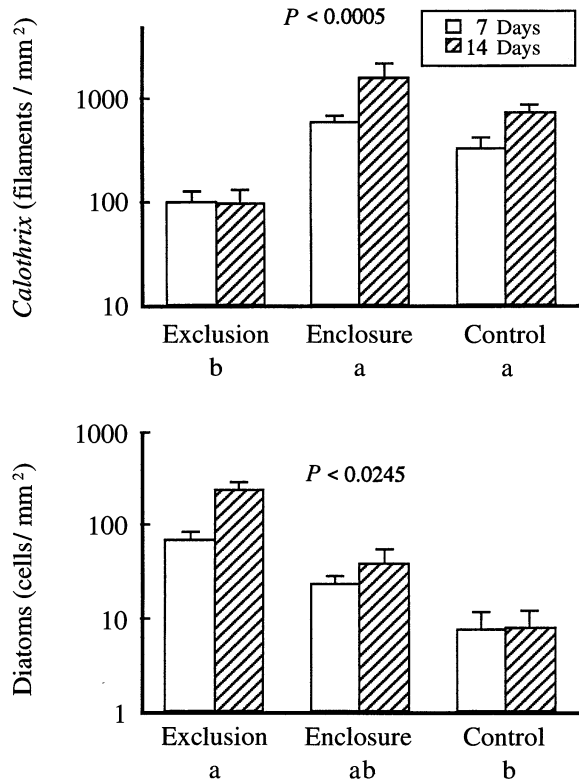 P < 0.0005
7 Days
14 Days
Calothrix (filaments / mm²)
1000
100
10
Exclusion Enclosure Control
b a a
Diatoms (cells/ mm²)
1000
P < 0.0245
100
10
1
Exclusion Enclosure Control
a ab b